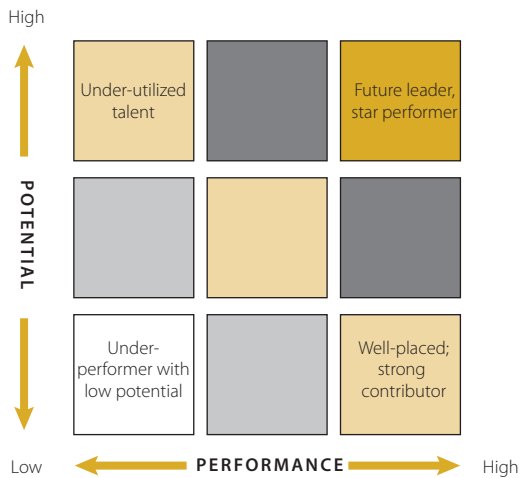 High
Under-utilized
talent
Future leader,
star performer
POTENTIAL
Under-
performer with
low potential
Well-placed;
strong
contributor
Low
PERFORMANCE
High